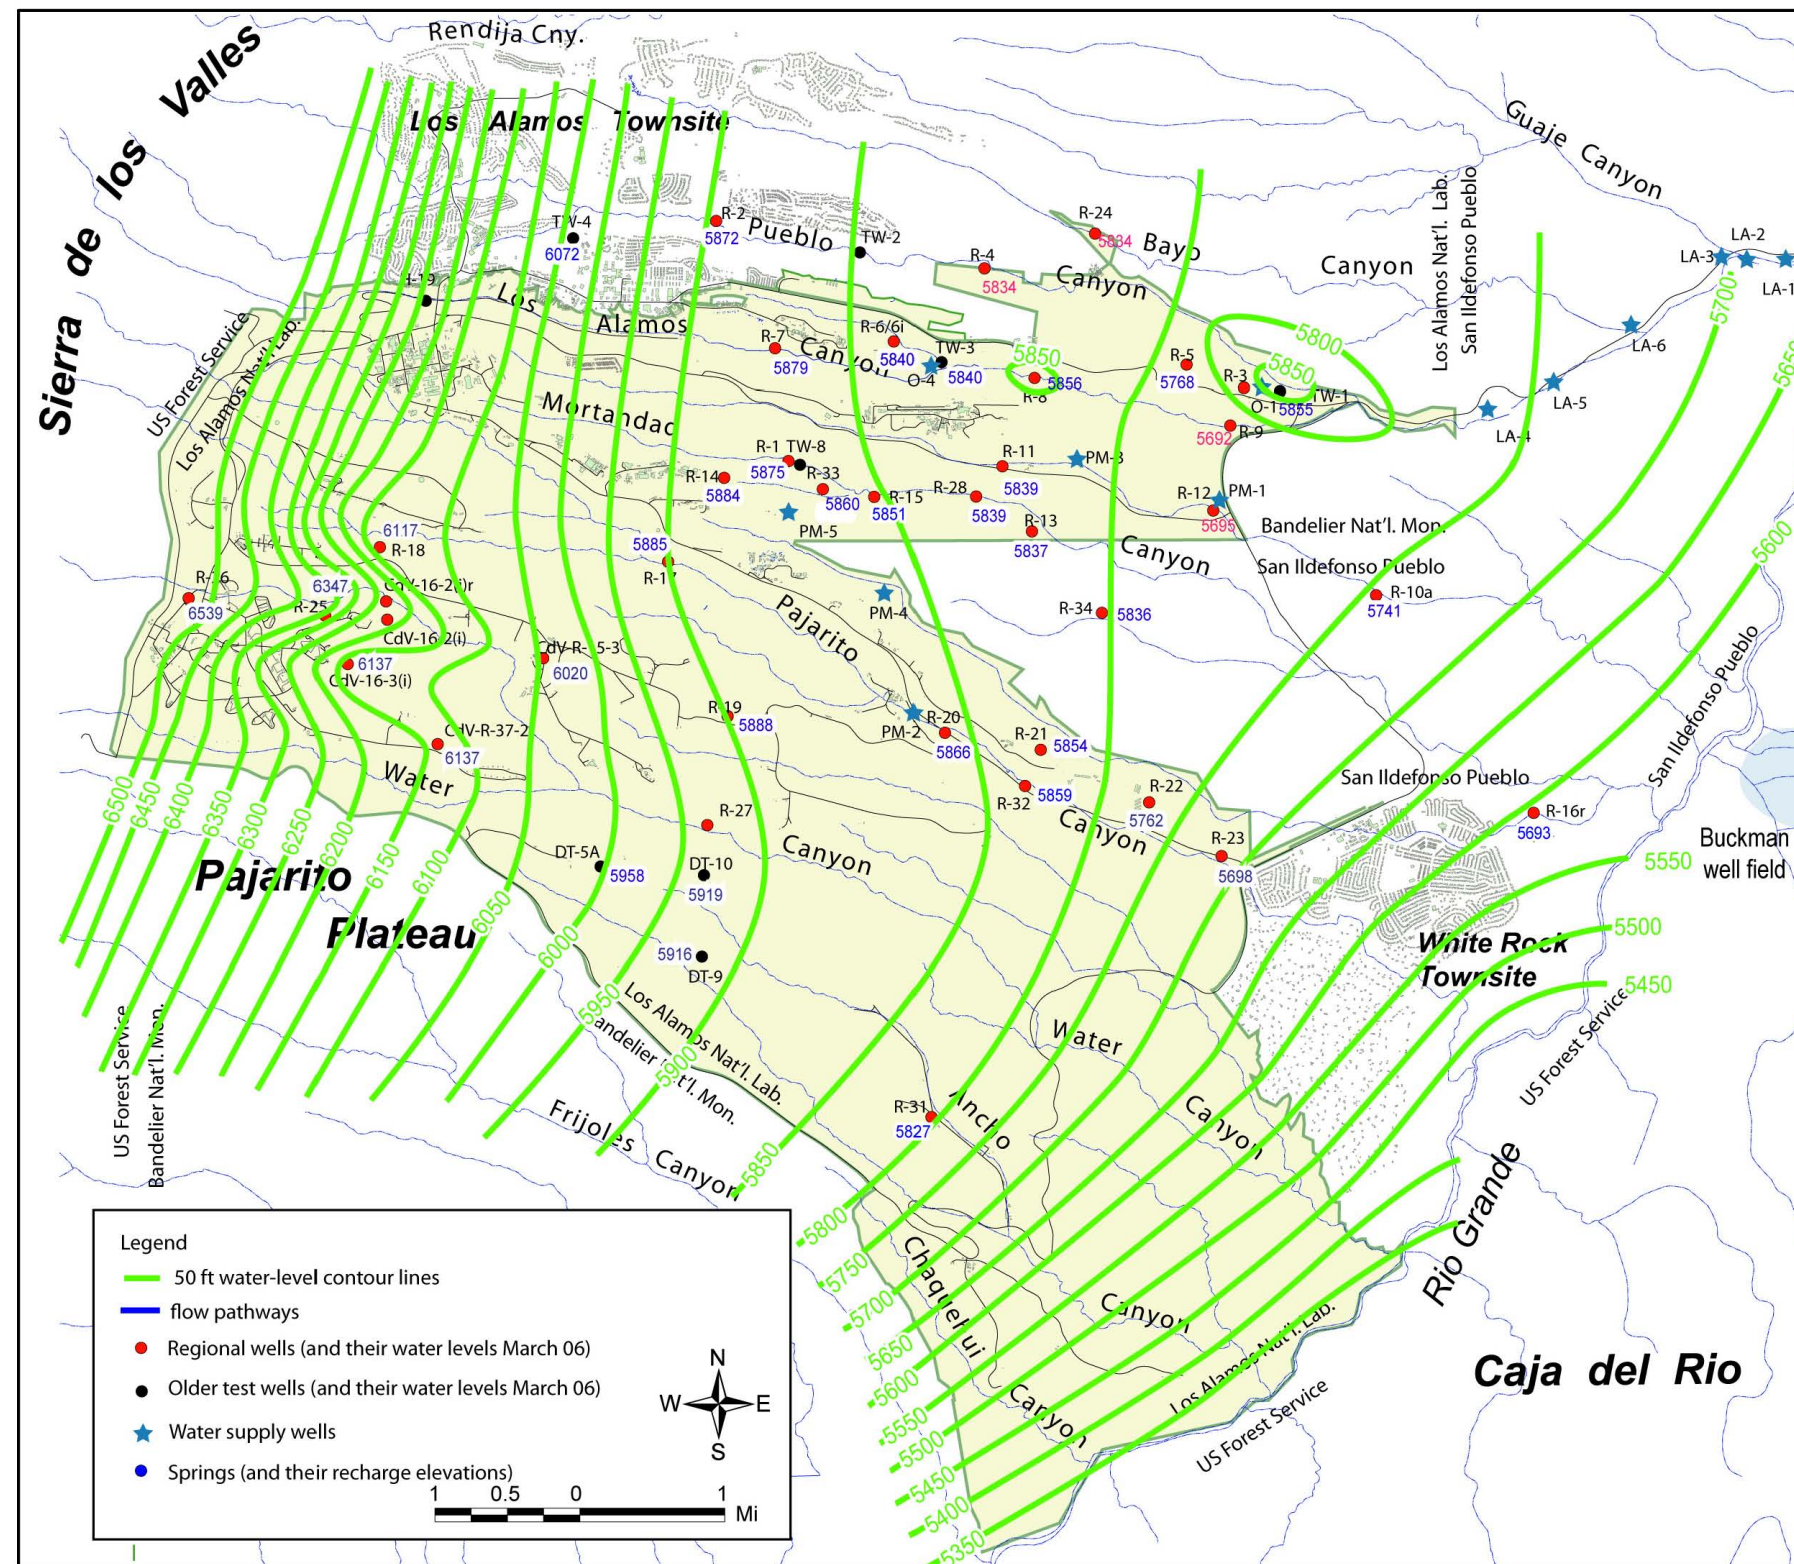 Rendija Cny.
Sierra de los Valles
Los Alamos Townsite
Guaje Canyon
Los Alamos Nat'l. Lab.
San Ildefonso Pueblo
R-24
5834
Bayo
Canyon
R-2
5872
Pueblo
Canyon
TW-4
6072
TW-2
R-4
5834
LA-2
LA-3
LA-1
5700
LA-6
LA-5
LA-4
Los Alamos
Canyon
US Forest Service
Los Alamos Nat'l. Lab.
R-7
5879
R-6/6i
5840
TW-3
5840
O-4
5850
5856
R-8
R-5
5768
5800
5850
R-3
O-1
5855
TW-1
5692
R-9
Mortandad
Canyon
R-1
TW-8
5875
R-14
5884
R-33
5860
R-15
5851
PM-5
R-11
5839
PM-3
R-28
5839
R-13
5837
R-12
PM-1
5695
Bandelier Nat'l. Mon.
San Ildefonso Pueblo
5600
6117
R-18
5885
R-17
6539
6347
R-25
CdV-16-2(i)r
CdV-16-2(i)
6137
CdV-16-3(i)
6020
PM-4
Pajarito
Canyon
R-34
5836
R-10a
5741
R-19
5888
PM-2
R-20
5866
R-21
5854
R-32
5859
R-22
5762
R-23
5698
San Ildefonso Pueblo
San Ildefonso Pueblo
R-16r
5693
Buckman
well field
CdV-R-37-2
6137
Water
Canyon
R-27
DT-5A
5958
DT-10
5919
5916
DT-9
6500
6450
6400
6350
6300
6250
6200
6150
6100
6050
6000
5950
5900
5850
5800
5750
5700
5650
5600
5550
5500
5450
5400
5350
5550
5500
5450
Pajarito
Plateau
White Rock
Townsite
US Forest Service
Bandelier Nat'l. Mon.
Los Alamos Nat'l. Lab.
Frijoles Canyon
R-31
5827
Ancho
Canyon
Water
Canyon
Chaquehui
Canyon
Los Alamos Nat'l. Lab.
US Forest Service
US Forest Service
Rio Grande
Caja del Rio
Legend
50 ft water-level contour lines
flow pathways
Regional wells (and their water levels March 06)
Older test wells (and their water levels March 06)
Water supply wells
Springs (and their recharge elevations)
N
W E
S
1 0.5 0 1
Mi